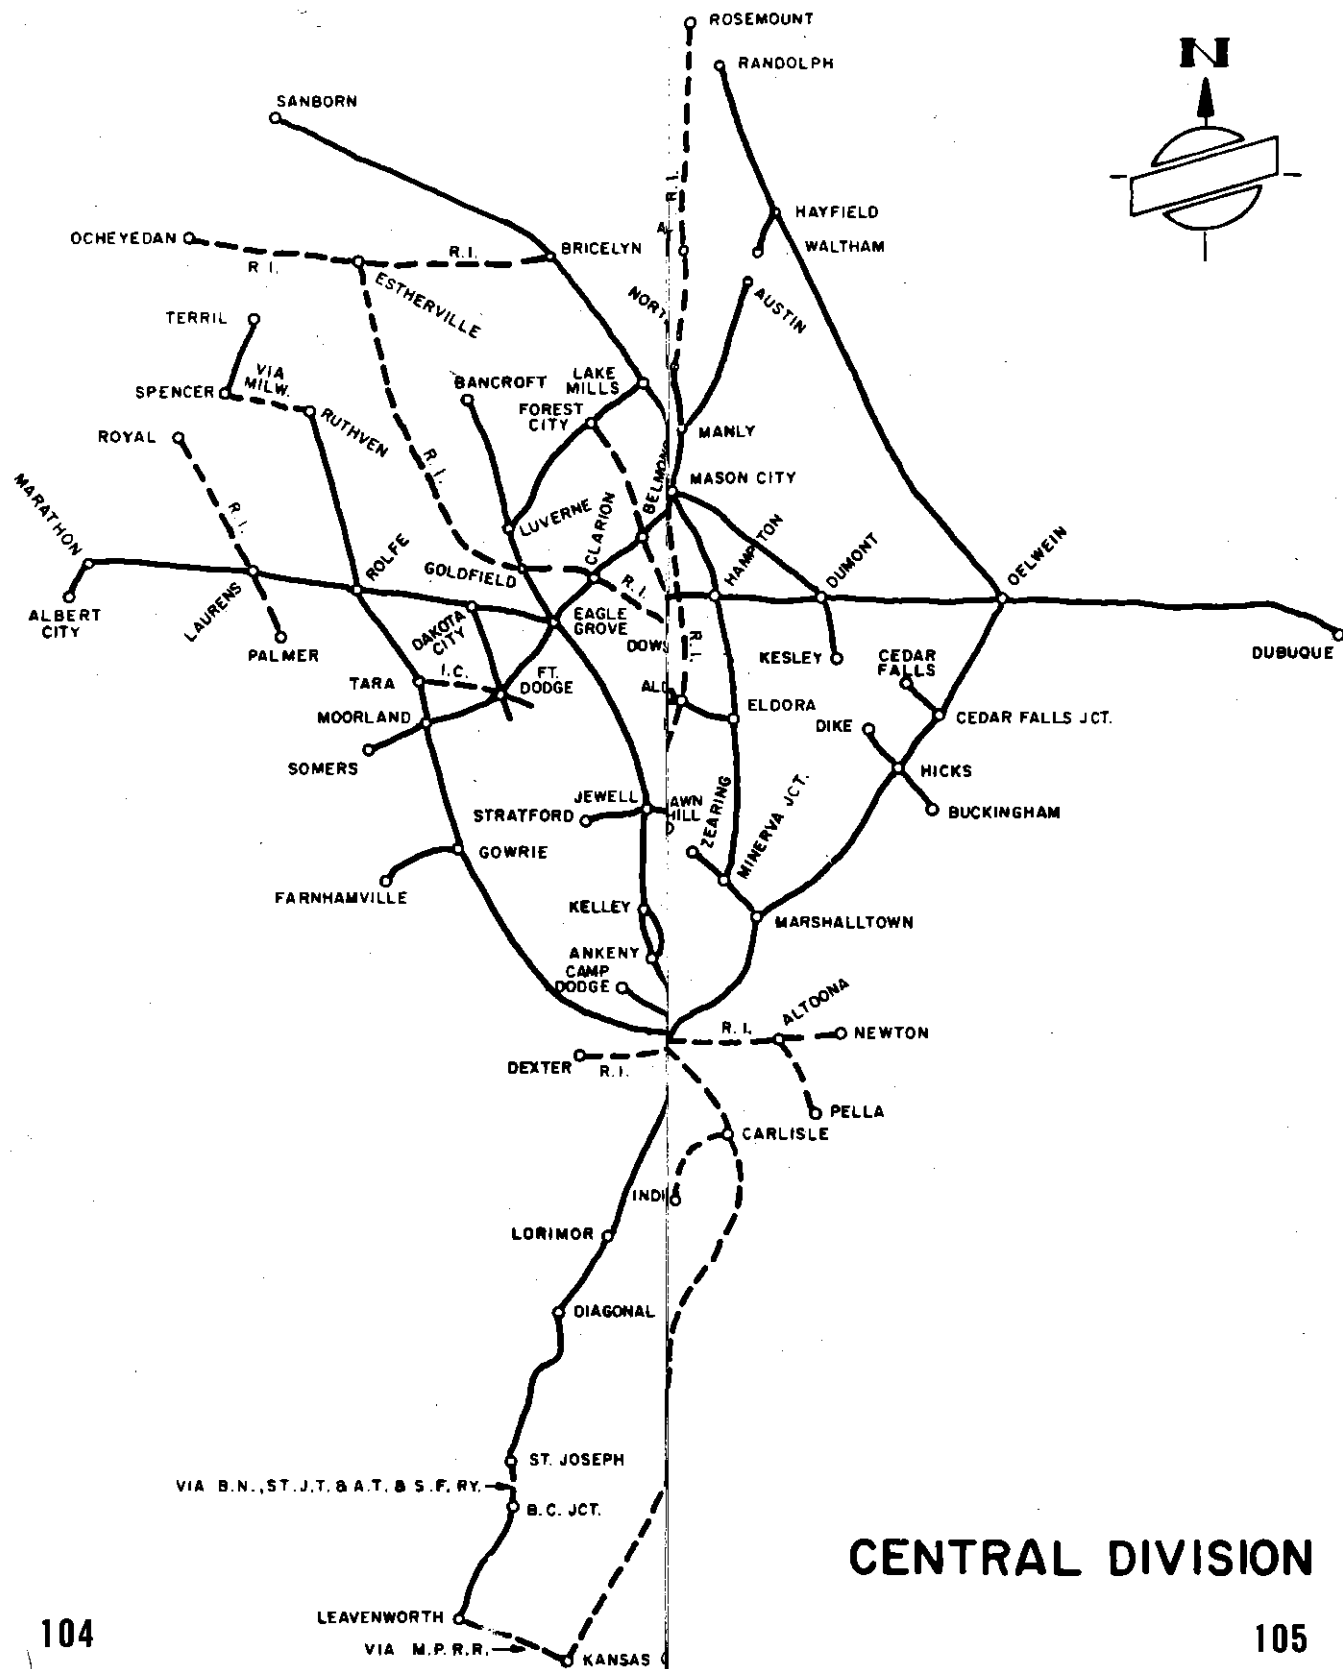 ROSEMOUNT
RANDOLPH
N
SANBORN
R.I.
HAYFIELD
OCHEYEDAN
R.I.
R.I.
BRICELYN
WALTHAM
ESTHERVILLE
AUSTIN
TERRIL
VIA
MILW.
SPENCER
RUTHVEN
BANCROFT
LAKE
MILLS
FOREST
CITY
MANLY
ROYAL
R.I.
R.I.
MASON CITY
MARATHON
LUVERNE
CLARION
HAMPTON
DUMONT
OELWEIN
ROLFE
GOLDFIELD
R.I.
ALBERT
CITY
LAURENS
DAKOTA
CITY
EAGLE
GROVE
R.I.
PALMER
KESLEY
CEDAR
FALLS
DUBUQUE
TARA
I.C.
FT.
DODGE
ELDORA
MOORLAND
DIKE
CEDAR FALLS JCT.
SOMERS
HICKS
JEWELL
STRATFORD
ZEARING
MINERVA JCT.
BUCKINGHAM
GOWRIE
FARNHAMVILLE
KELLEY
MARSHALLTOWN
ANKENY
CAMP
DODGE
ALTOONA
R.I.
NEWTON
DEXTER
R.I.
PELLA
CARLISLE
INDI
LORIMOR
DIAGONAL
ST. JOSEPH
VIA B.N., ST. J.T. & A.T. & S.F. RY.
B.C. JCT.
CENTRAL DIVISION
LEAVENWORTH
VIA M.P.R.R.
KANSAS
104
105